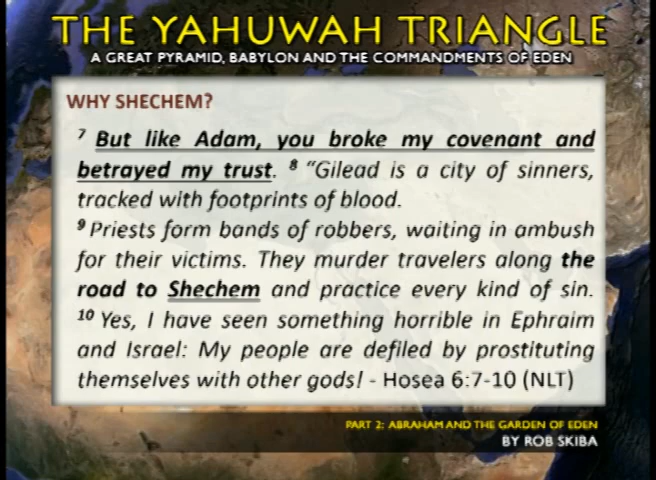 THE YAHUWAH TRIANGLE
A GREAT PYRAMID, BABYLON AND THE COMMANDMENTS OF EDEN
WHY SHECHEM?
7 But like Adam, you broke my covenant and
betrayed my trust. 8 “Gilead is a city of sinners,
tracked with footprints of blood.
9 Priests form bands of robbers, waiting in ambush
for their victims. They murder travelers along the
road to Shechem and practice every kind of sin.
10 Yes, I have seen something horrible in Ephraim
and Israel: My people are defiled by prostituting
themselves with other gods! - Hosea 6:7-10 (NLT)
PART 2: ABRAHAM AND THE GARDEN OF EDEN
BY ROB SKIBA